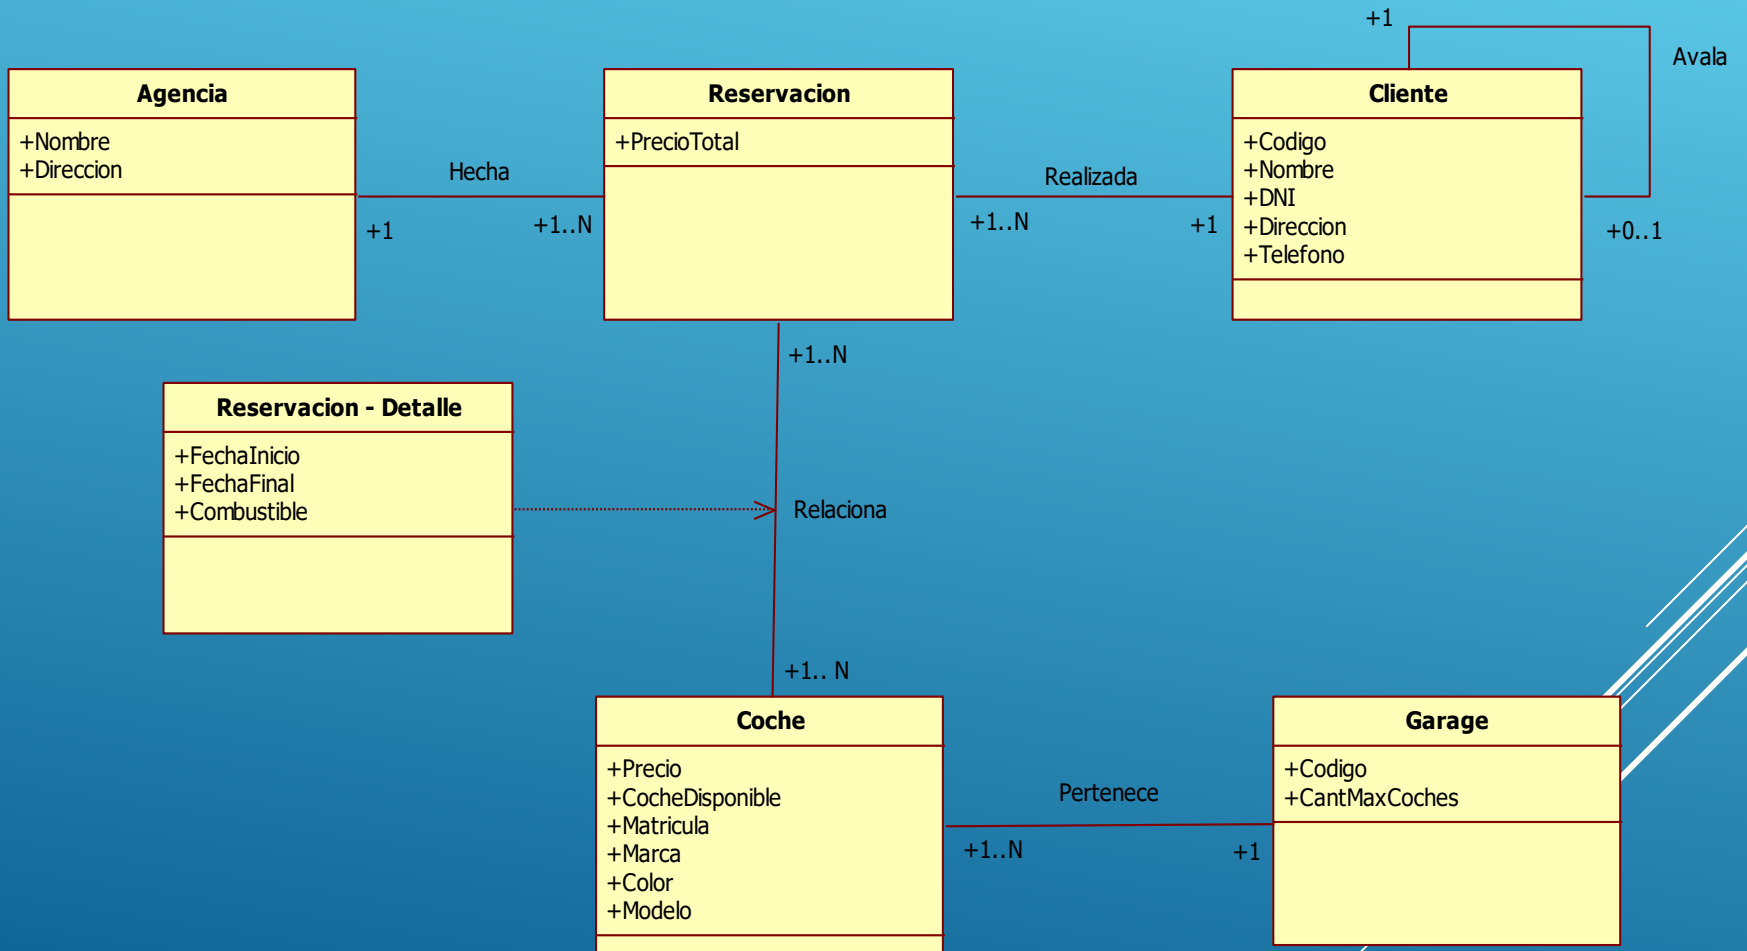 +1
Avala
Agencia
+Nombre
+Direccion
Hecha
+1
+1..N
Reservacion
+PrecioTotal
Realizada
+1..N
+1
Cliente
+Codigo
+Nombre
+DNI
+Direccion
+Telefono
+0..1
+1..N
Reservacion - Detalle
+FechaInicio
+FechaFinal
+Combustible
Relaciona
+1.. N
Coche
+Precio
+CocheDisponible
+Matricula
+Marca
+Color
+Modelo
Pertenece
+1..N
+1
Garage
+Codigo
+CantMaxCoches